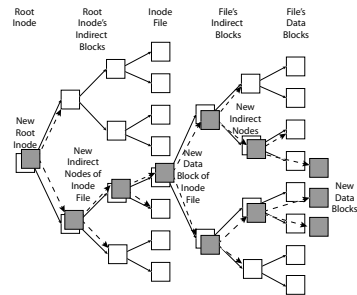 Root
Inode
Root
Inode's
Indirect
Blocks
Inode
File
File's
Indirect
Blocks
File's
Data
Blocks
New
Root
Inode
New
Indirect
Nodes of
Inode
File
New
Data
Block of
Inode
File
New
Indirect
Nodes
New
Data
Blocks